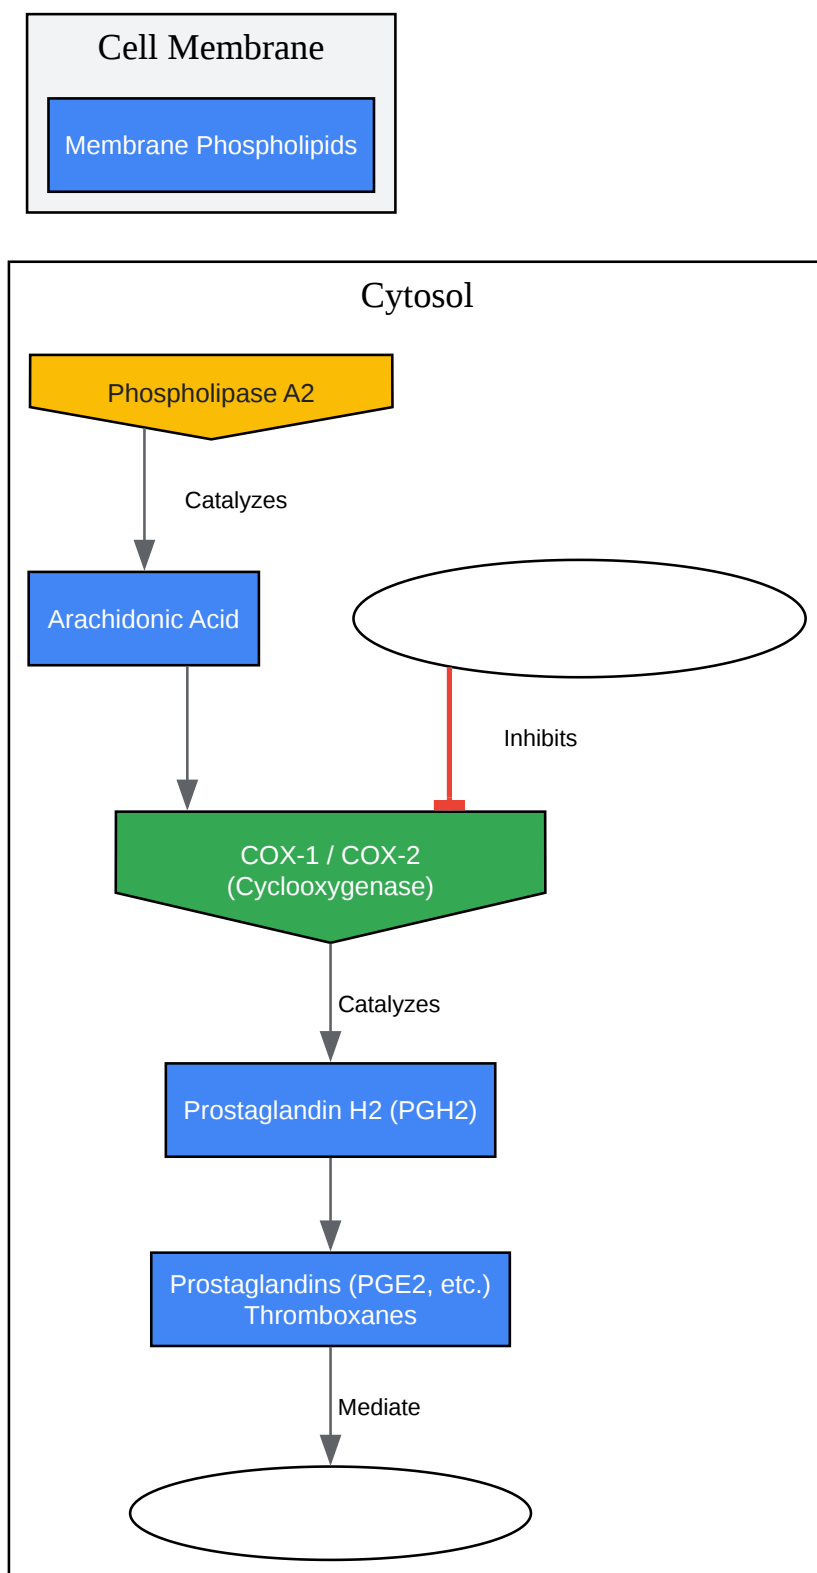 Cell Membrane
Membrane Phospholipids
Cytosol
Phospholipase A2
Catalyzes
Arachidonic Acid
Inhibits
COX-1 / COX-2
(Cyclooxygenase)
Catalyzes
Prostaglandin H2 (PGH2)
Prostaglandins (PGE2, etc.)
Thromboxanes
Mediate